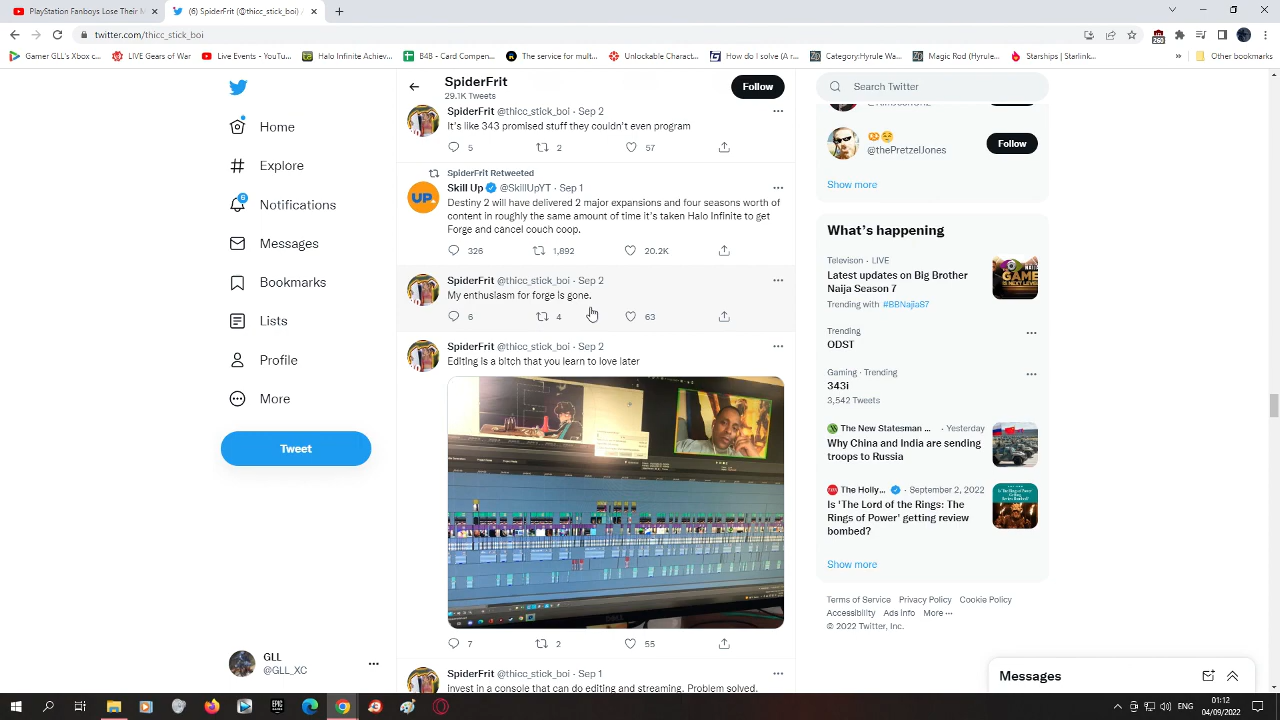 PlayStation Fanboys Lose Their M
(5) SpiderFrit (@thicc_stick_boi) /
twitter.com/thicc_stick_boi
260
Gamer GLL's Xbox c...
LIVE Gears of War
Live Events - YouTu...
Halo Infinite Achie...
B4B - Card Compen...
The service for mult...
Unlockable Charact...
How do I solve (A r...
Category:Hyrule Wa...
Magic Rod (Hyrule...
Starships | Starlink...
»
Other bookmarks
Home
Explore
5
Notifications
Messages
Bookmarks
Lists
Profile
More
Tweet
GLL
@GLL_XC
SpiderFrit
29.1K Tweets
Follow
SpiderFrit @thicc_stick_boi · Sep 2
It's like 343 promised stuff they couldn't even program
5 2 57
SpiderFrit Retweeted
UP.
Skill Up @SkillUpYT · Sep 1
Destiny 2 will have delivered 2 major expansions and four seasons worth of
content in roughly the same amount of time it's taken Halo Infinite to get
Forge and cancel couch coop.
326 1,892 20.2K
SpiderFrit @thicc_stick_boi · Sep 2
My enthusiasm for forge is gone.
6 4 63
SpiderFrit @thicc_stick_boi · Sep 2
Editing is a bitch that you learn to love later
7 2 55
SpiderFrit @thicc_stick_boi · Sep 1
Invest in a console that can do editing and streaming. Problem solved.
Search Twitter
@thePretzelJones
Follow
Show more
What's happening
Televison · LIVE
Latest updates on Big Brother
Naija Season 7
Trending with #BBNaijaS7
Trending
ODST
Gaming · Trending
343i
3,542 Tweets
The New Statesman ... · Yesterday
Why China and India are sending
troops to Russia
The Holly... · September 2, 2022
Is 'The Lord of the Rings: The
Rings of Power' getting review
bombed?
Show more
Terms of Service Privacy Policy Cookie Policy
Accessibility Ads info More ···
© 2022 Twitter, Inc.
Messages
ENG
01:12
04/09/2022